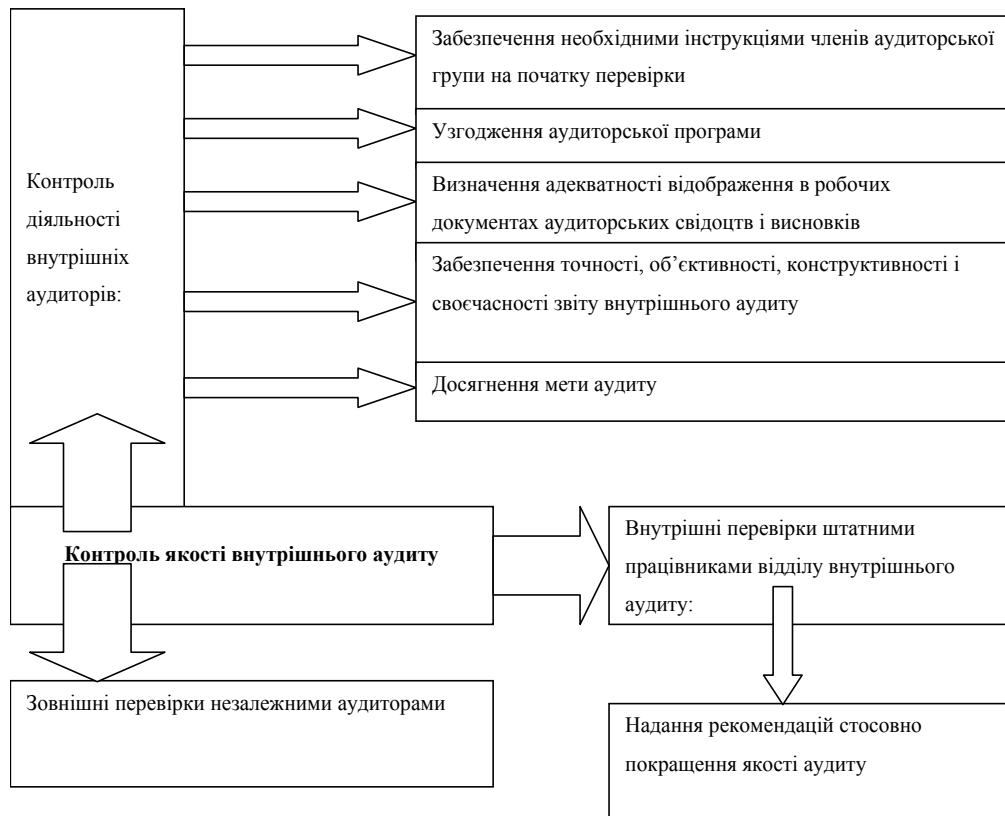 Забезпечення необхідними інструкціями членів аудиторської
групи на початку перевірки
Узгодження аудиторської програми
Контроль
діяльності
внутрішніх
аудиторів:
Визначення адекватності відображення в робочих
документах аудиторських свідоцтв і висновків
Забезпечення точності, об’єктивності, конструктивності і
своєчасності звіту внутрішнього аудиту
Досягнення мети аудиту
Контроль якості внутрішнього аудиту
Внутрішні перевірки штатними
працівниками відділу внутрішнього
аудиту:
Зовнішні перевірки незалежними аудиторами
Надання рекомендацій стосовно
покращення якості аудиту